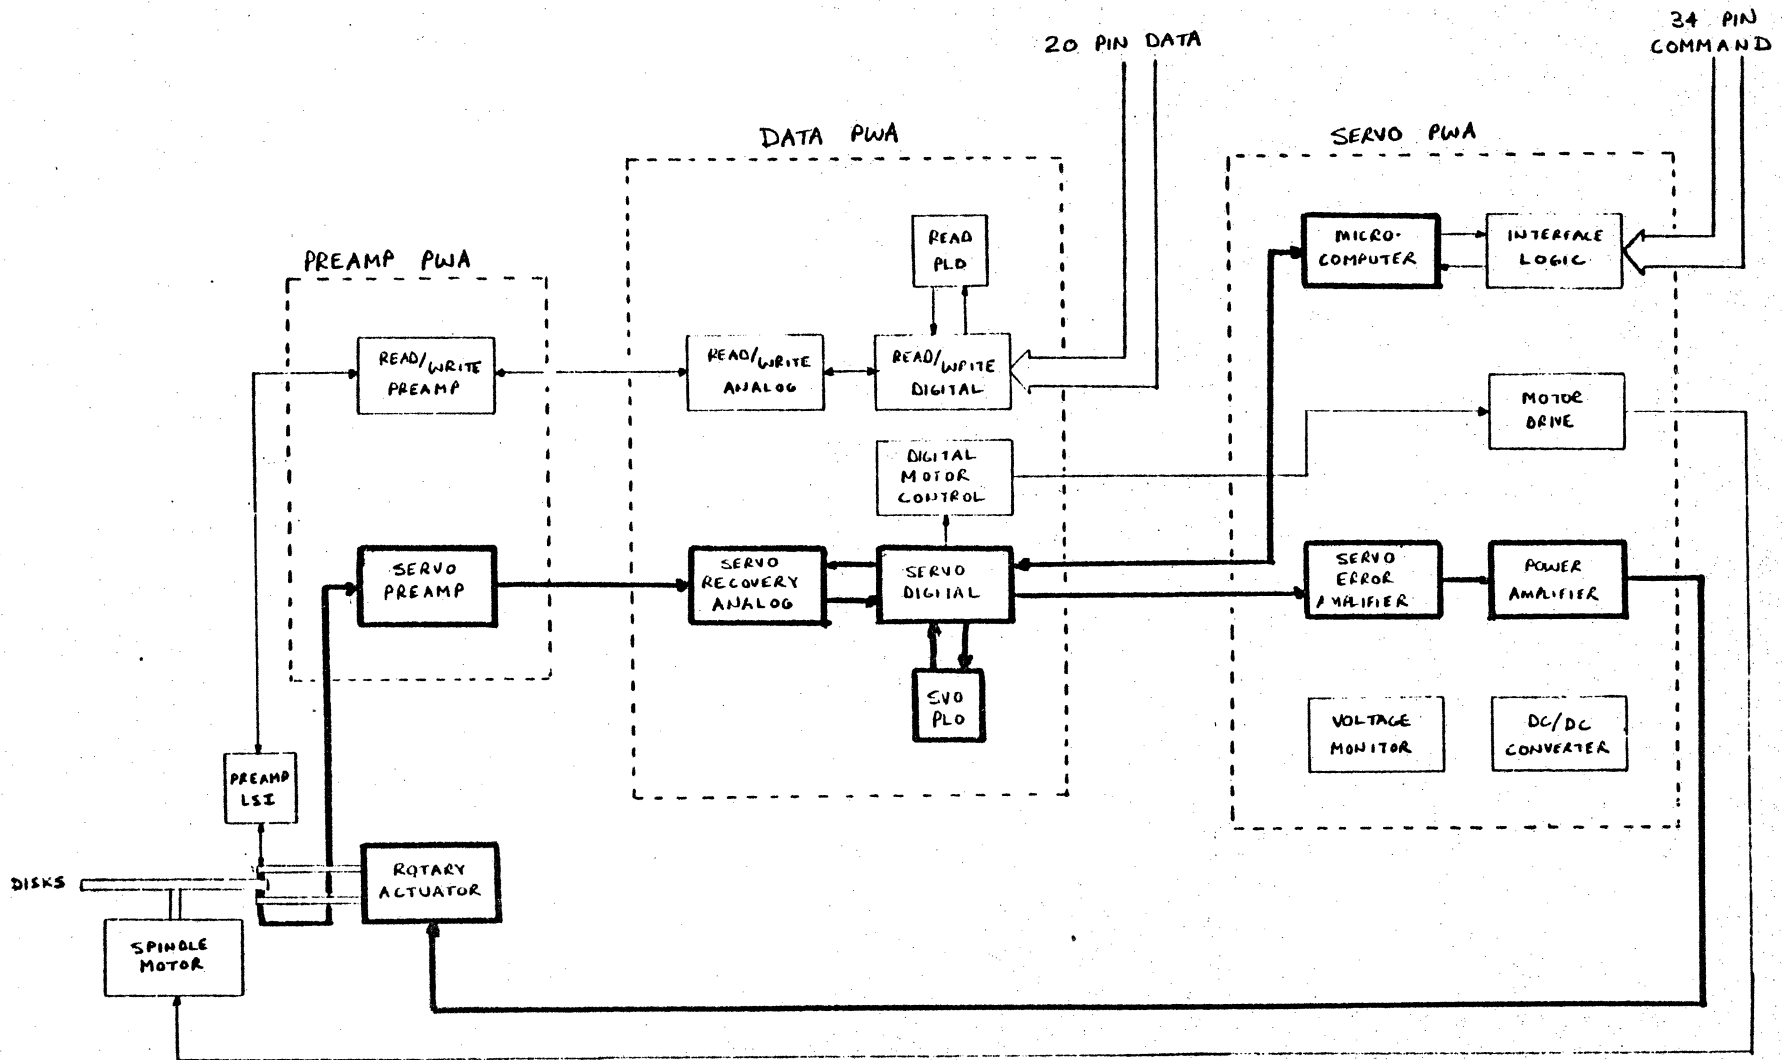 34 PIN
COMMAND
20 PIN DATA
DATA PWA
SERVO PWA
PREAMP PWA
READ
PLO
MICRO-
COMPUTER
INTERFACE
LOGIC
READ/WRITE
PREAMP
READ/WRITE
ANALOG
READ/WRITE
DIGITAL
MOTOR
DRIVE
DIGITAL
MOTOR
CONTROL
SERVO
PREAMP
SERVO
RECOVERY
ANALOG
SERVO
DIGITAL
SERVO
ERROR
AMPLIFIER
POWER
AMPLIFIER
SVO
PLO
VOLTAGE
MONITOR
DC/DC
CONVERTER
PREAMP
LSI
DISKS
ROTARY
ACTUATOR
SPINDLE
MOTOR